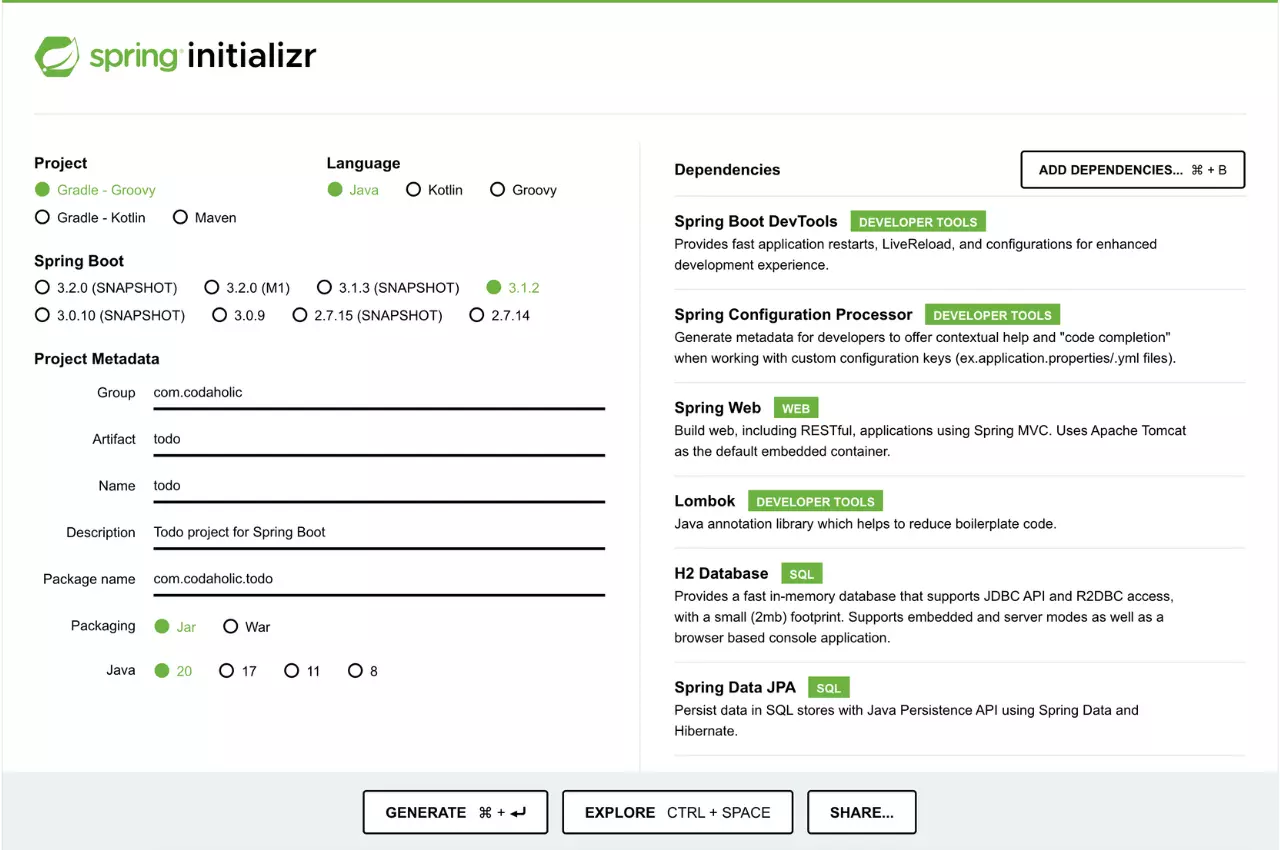 spring initializr
Project
Gradle - Groovy
Gradle - Kotlin Maven
Language
Java Kotlin Groovy
Spring Boot
3.2.0 (SNAPSHOT) 3.2.0 (M1) 3.1.3 (SNAPSHOT) 3.1.2
3.0.10 (SNAPSHOT) 3.0.9 2.7.15 (SNAPSHOT) 2.7.14
Project Metadata
Group com.codaholic
Artifact todo
Name todo
Description Todo project for Spring Boot
Package name com.codaholic.todo
Packaging Jar War
Java 20 17 11 8
Dependencies ADD DEPENDENCIES... ⌘ + B
Spring Boot DevTools DEVELOPER TOOLS
Provides fast application restarts, LiveReload, and configurations for enhanced
development experience.
Spring Configuration Processor DEVELOPER TOOLS
Generate metadata for developers to offer contextual help and "code completion"
when working with custom configuration keys (ex.application.properties/.yml files).
Spring Web WEB
Build web, including RESTful, applications using Spring MVC. Uses Apache Tomcat
as the default embedded container.
Lombok DEVELOPER TOOLS
Java annotation library which helps to reduce boilerplate code.
H2 Database SQL
Provides a fast in-memory database that supports JDBC API and R2DBC access,
with a small (2mb) footprint. Supports embedded and server modes as well as a
browser based console application.
Spring Data JPA SQL
Persist data in SQL stores with Java Persistence API using Spring Data and
Hibernate.
GENERATE ⌘ + ↵ EXPLORE CTRL + SPACE SHARE...